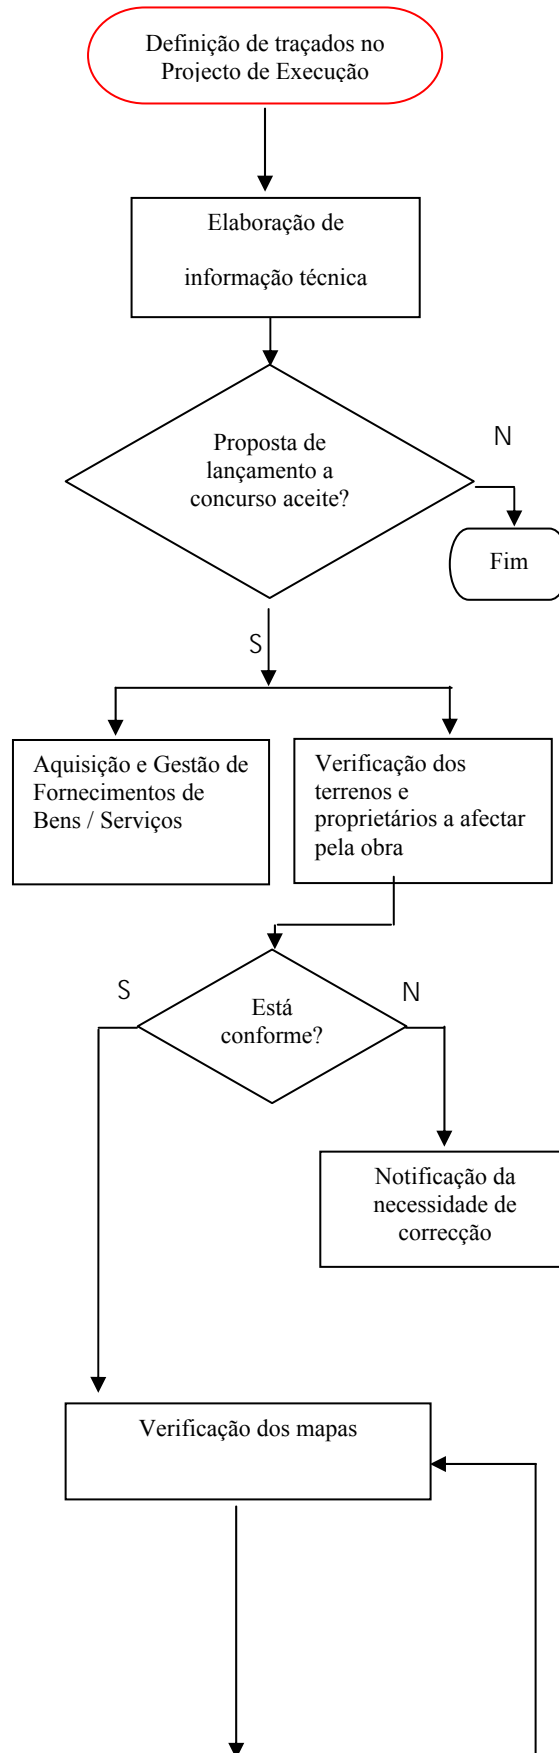 Definição de traçados no
Projecto de Execução
Elaboração de
informação técnica
Proposta de
lançamento a
concurso aceite?
N
Fim
S
Aquisição e Gestão de
Fornecimentos de
Bens / Serviços
Verificação dos
terrenos e
proprietários a afectar
pela obra
S
Está
conforme?
N
Notificação da
necessidade de
correcção
Verificação dos mapas